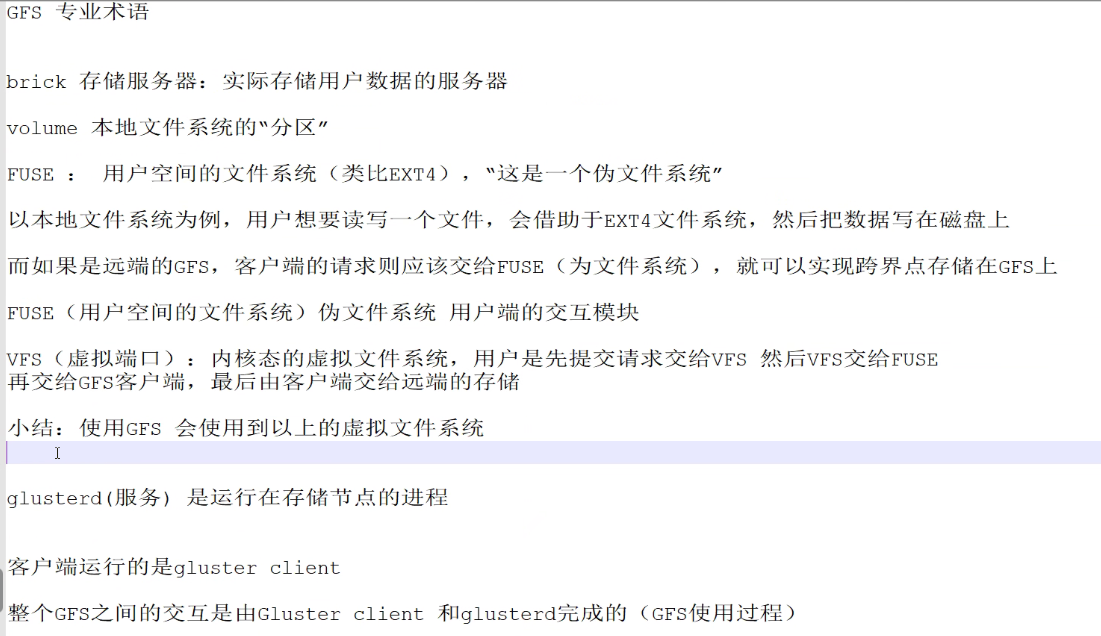 GFS 专业术语
brick 存储服务器：实际存储用户数据的服务器
volume 本地文件系统的“分区”
FUSE ： 用户空间的文件系统（类比EXT4），“这是一个伪文件系统”
以本地文件系统为例，用户想要读写一个文件，会借助于EXT4文件系统，然后把数据写在磁盘上
而如果是远端的GFS，客户端的请求则应该交给FUSE（为文件系统），就可以实现跨界点存储在GFS上
FUSE（用户空间的文件系统）伪文件系统 用户端的交互模块
VFS（虚拟端口）：内核态的虚拟文件系统，用户是先提交请求交给VFS 然后VFS交给FUSE
再交给GFS客户端，最后由客户端交给远端的存储
小结：使用GFS 会使用到以上的虚拟文件系统
glusterd(服务) 是运行在存储节点的进程
客户端运行的是gluster client
整个GFS之间的交互是由Gluster client 和glusterd完成的（GFS使用过程）